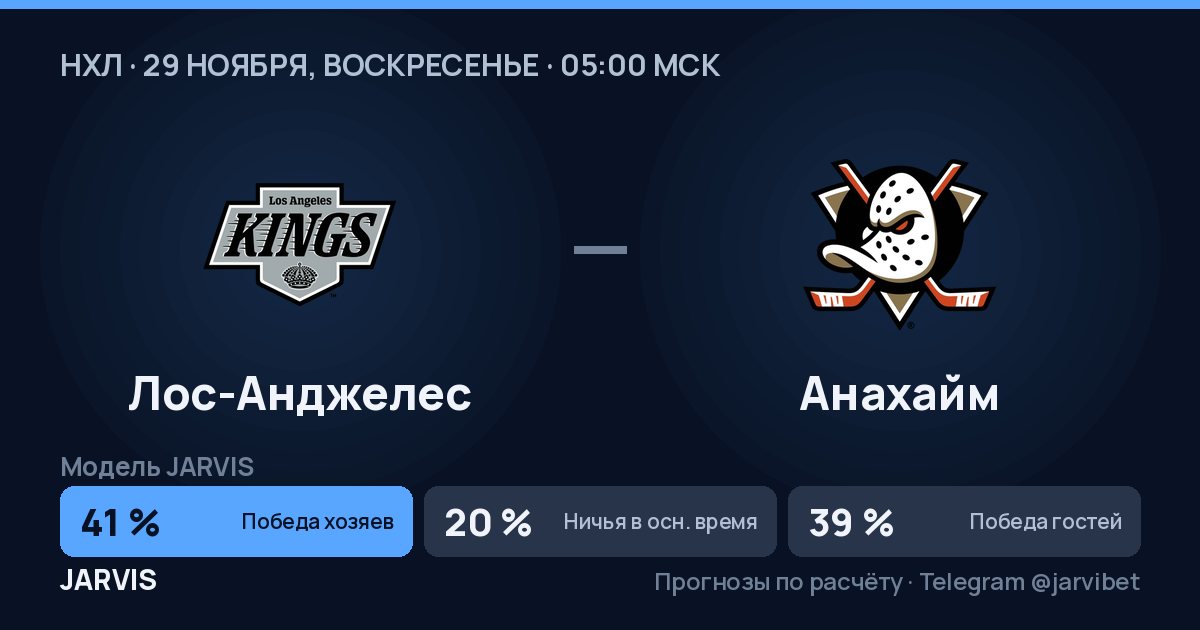 НХЛ · 29 НОЯБРЯ, ВОСКРЕСЕНЬЕ · 05:00 МСК
Los Angeles
KINGS
Лос-Анджелес
—
Анахайм
Модель JARVIS
41 % Победа хозяев
20 % Ничья в осн. время
39 % Победа гостей
JARVIS
Прогнозы по расчёту · Telegram @jarvibet